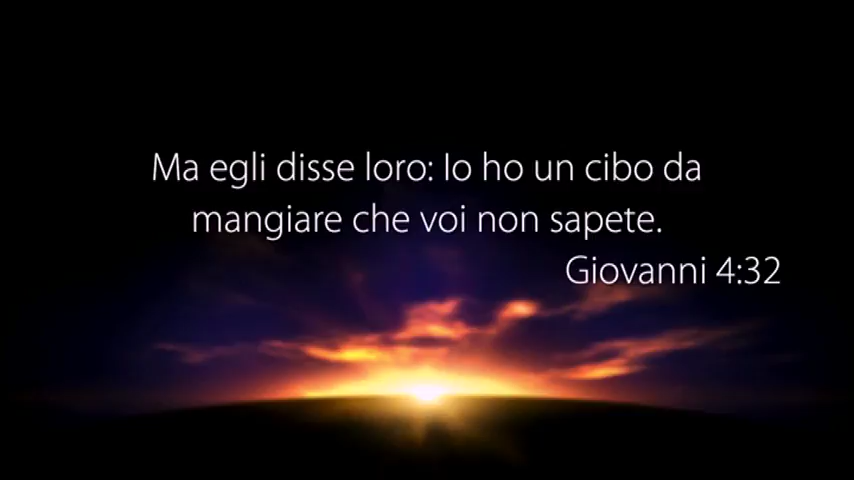 Ma egli disse loro: Io ho un cibo da
mangiare che voi non sapete.
Giovanni 4:32